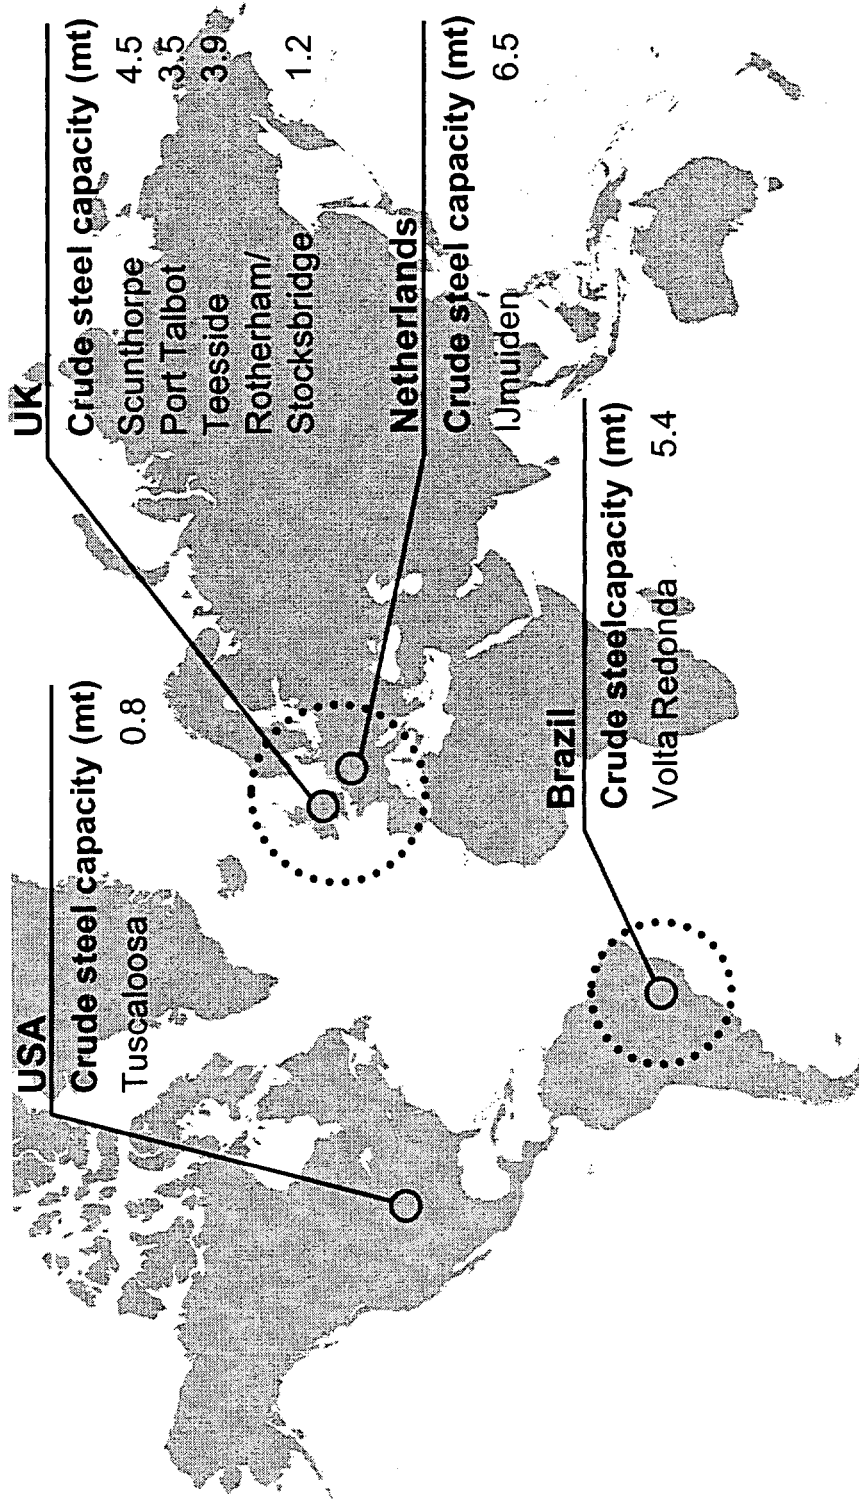 USA
Crude steel capacity (mt)
Tuscaloosa 0.8
UK
Crude steel capacity (mt)
Scunthorpe 4.5
Port Talbot 3.5
Teesside 3.9
Rotherham/
Stocksbridge 1.2
Netherlands
Crude steel capacity (mt)
IJmuiden 6.5
Brazil
Crude steelcapacity (mt)
Volta Redonda 5.4